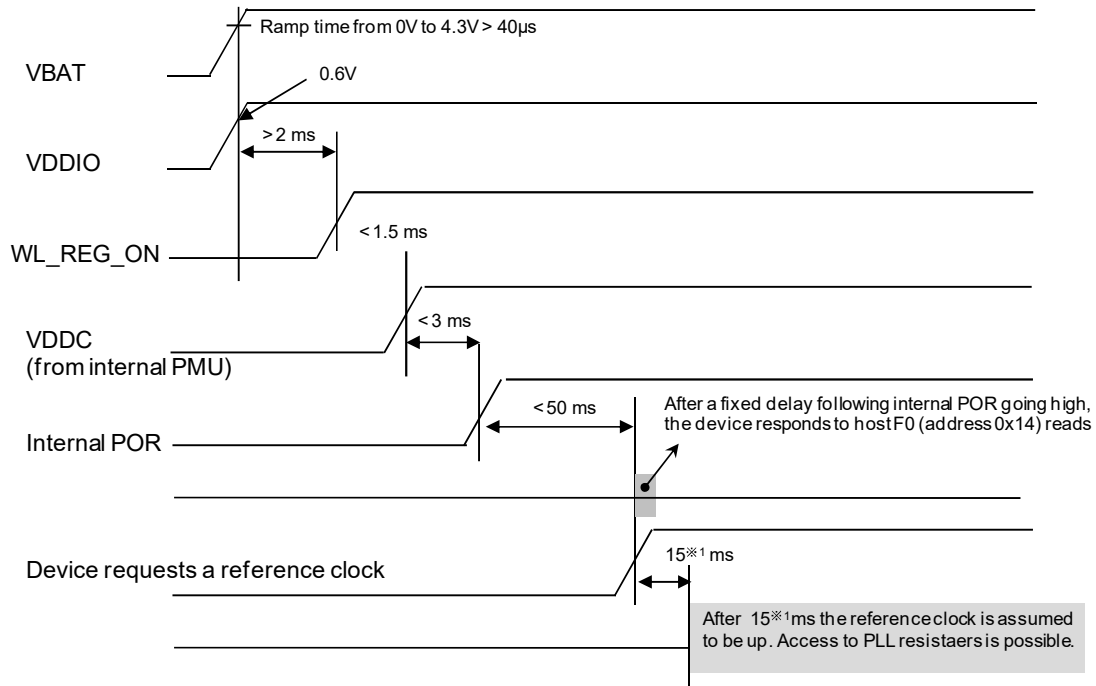 Ramp time from 0V to 4.3V > 40µs
VBAT
0.6V
>2 ms
VDDIO
<1.5 ms
WL_REG_ON
<3 ms
VDDC
(from internal PMU)
<50 ms
After a fixed delay following internal POR going high,
the device responds to host F0 (address 0x14) reads
Internal POR
15※1 ms
Device requests a reference clock
After 15※1ms the reference clock is assumed
to be up. Access to PLL resistaers is possible.